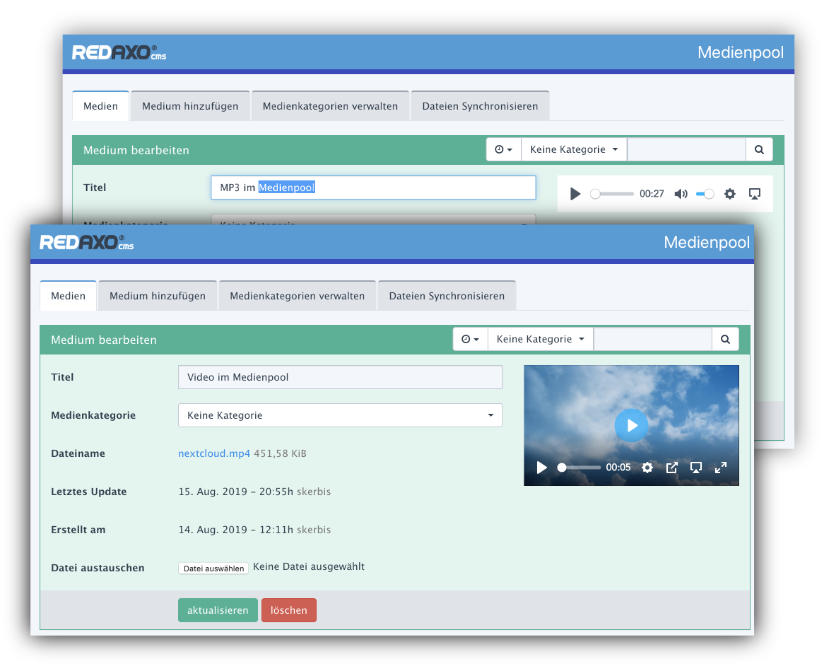 REDAXO® cms Medienpool
Medien Medium hinzufügen Medienkategorien verwalten Dateien Synchronisieren
Medium bearbeiten Keine Kategorie
Titel MP3 im Medienpool 00:27
Medienkategorie Keine Kategorie
REDAXO® cms Medienpool
Medien Medium hinzufügen Medienkategorien verwalten Dateien Synchronisieren
Medium bearbeiten Keine Kategorie
Titel Video im Medienpool
Medienkategorie Keine Kategorie
Dateiname nextcloud.mp4 451,58 KiB 00:05
Letztes Update 15. Aug. 2019 – 20:55h skerbis
Erstellt am 14. Aug. 2019 – 12:11h skerbis
Datei austauschen Datei auswählen Keine Datei ausgewählt
aktualisieren löschen